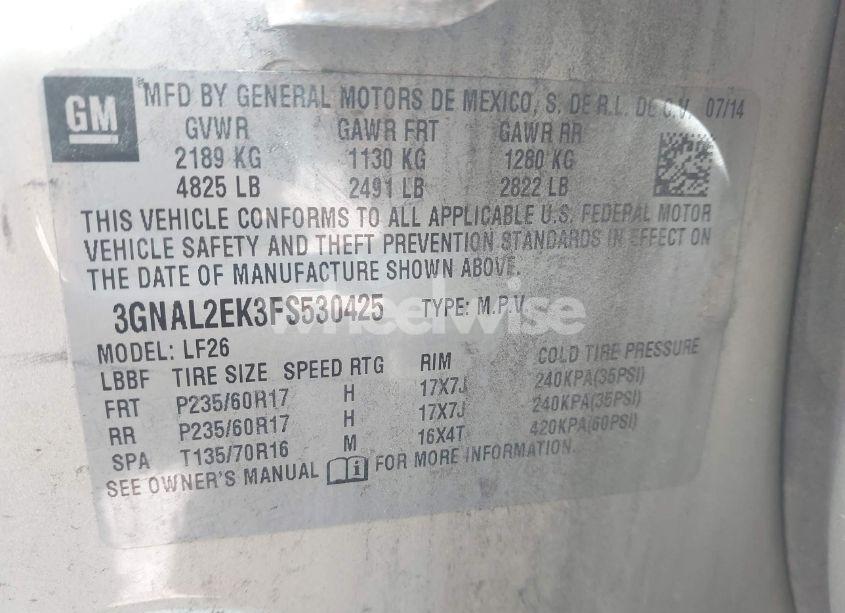 GM
MFD BY GENERAL MOTORS DE MEXICO, S. DE R.L. DE C.V. 07/14
GVWR GAWR FRT GAWR RR
2189 KG 1130 KG 1280 KG
4825 LB 2491 LB 2822 LB
THIS VEHICLE CONFORMS TO ALL APPLICABLE U.S. FEDERAL MOTOR
VEHICLE SAFETY AND THEFT PREVENTION STANDARDS IN EFFECT ON
THE DATE OF MANUFACTURE SHOWN ABOVE.
3GNAL2EK3FS530425 TYPE: M.P.V
wheelwise
MODEL: LF26
LBBF TIRE SIZE SPEED RTG RIM COLD TIRE PRESSURE
FRT P235/60R17 H 17X7J 240KPA(35PSI)
RR P235/60R17 H 17X7J 240KPA(35PSI)
SPA T135/70R16 M 16X4T 420KPA(60PSI)
SEE OWNER'S MANUAL FOR MORE INFORMATION.